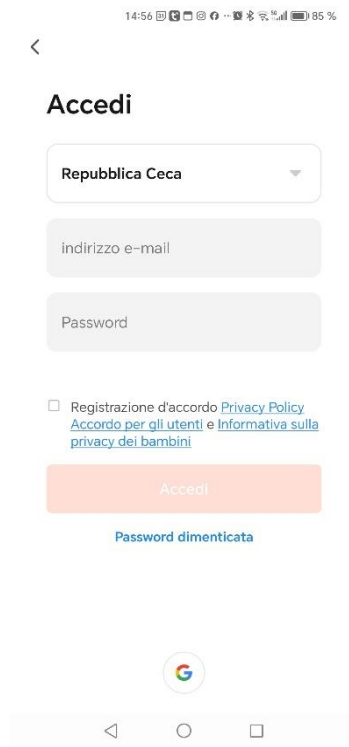 14:56 85 %
Accedi
Repubblica Ceca
indirizzo e-mail
Password
Registrazione d'accordo Privacy Policy
Accordo per gli utenti e Informativa sulla
privacy dei bambini
Accedi
Password dimenticata